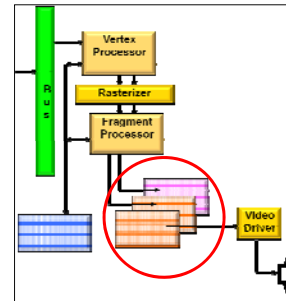 Vertex
Processor
B
u
s
Rasterizer
Fragment
Processor
Video
Driver